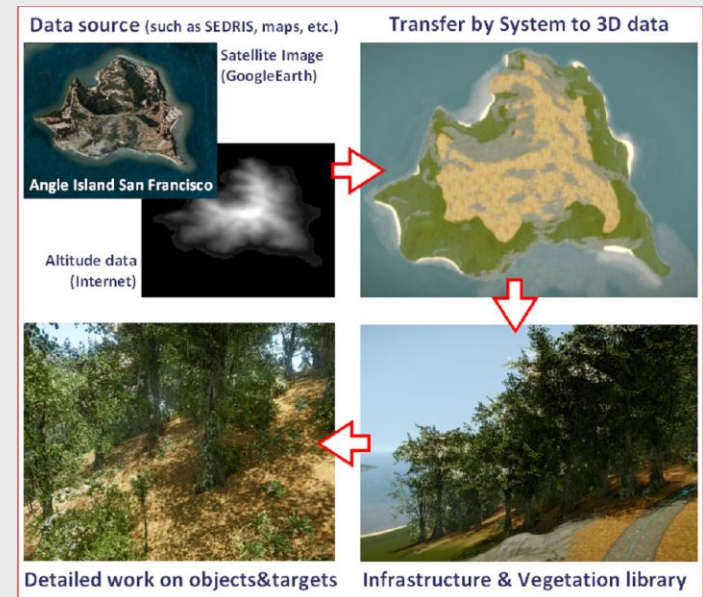 Data source (such as SEDRIS, maps, etc.)
Transfer by System to 3D data
Satellite Image
(GoogleEarth)
Angle Island San Francisco
Altitude data
(Internet)
Detailed work on objects&targets
Infrastructure & Vegetation library